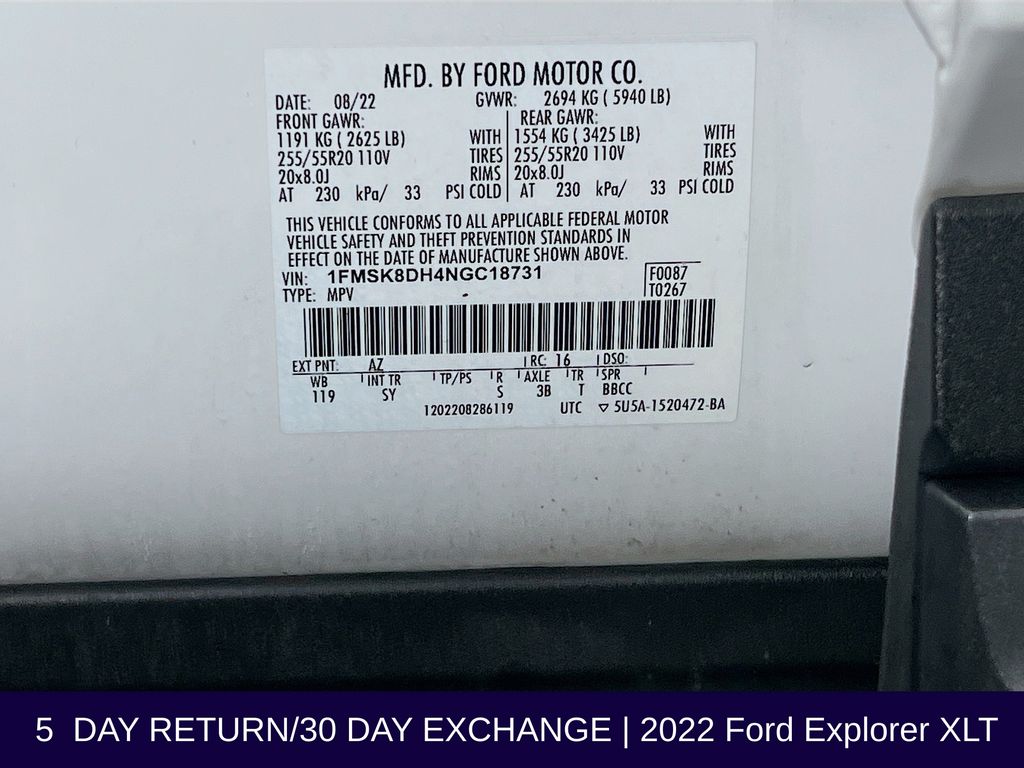 MFD. BY FORD MOTOR CO.
DATE: 08/22 GVWR: 2694 KG ( 5940 LB)
FRONT GAWR: REAR GAWR:
1191 KG ( 2625 LB) WITH 1554 KG ( 3425 LB) WITH
255/55R20 110V TIRES 255/55R20 110V TIRES
20x8.0J RIMS 20x8.0J RIMS
AT 230 kPa/ 33 PSI COLD AT 230 kPa/ 33 PSI COLD
THIS VEHICLE CONFORMS TO ALL APPLICABLE FEDERAL MOTOR
VEHICLE SAFETY AND THEFT PREVENTION STANDARDS IN
EFFECT ON THE DATE OF MANUFACTURE SHOWN ABOVE.
VIN: 1FMSK8DH4NGC18731 F0087
TYPE: MPV T0267
EXT PNT: AZ RC: 16 DSO:
WB INT TR TP/PS R AXLE TR SPR
119 SY S 3B T BBCC
1202208286119 UTC ▽ 5U5A-1520472-BA
5 DAY RETURN/30 DAY EXCHANGE | 2022 Ford Explorer XLT